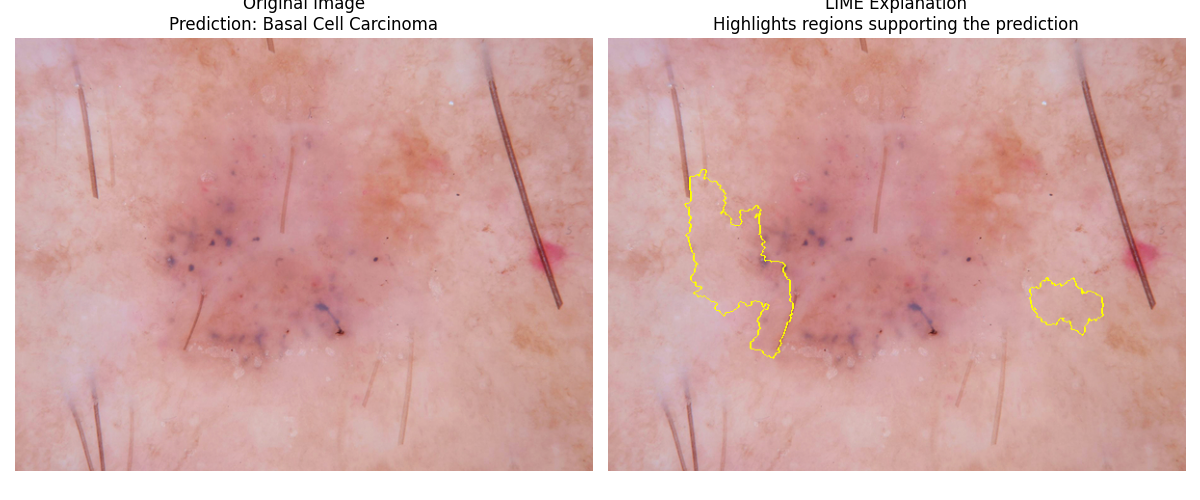 Original Image
Prediction: Basal Cell Carcinoma
LIME Explanation
Highlights regions supporting the prediction